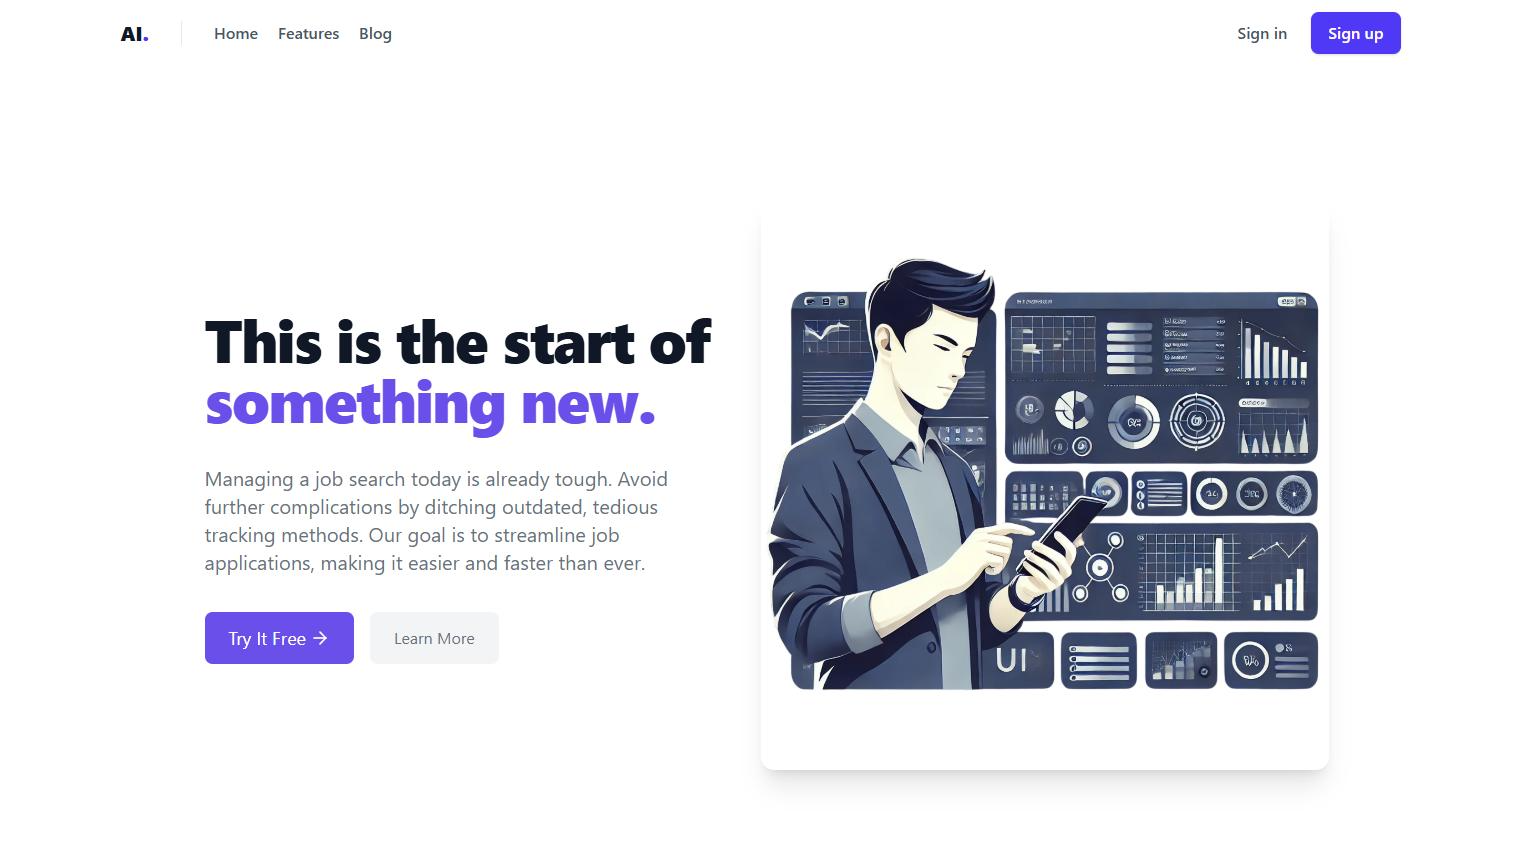 AI.
Home Features Blog
Sign in Sign up
This is the start of
something new.
Managing a job search today is already tough. Avoid
further complications by ditching outdated, tedious
tracking methods. Our goal is to streamline job
applications, making it easier and faster than ever.
Try It Free →
Learn More
UI